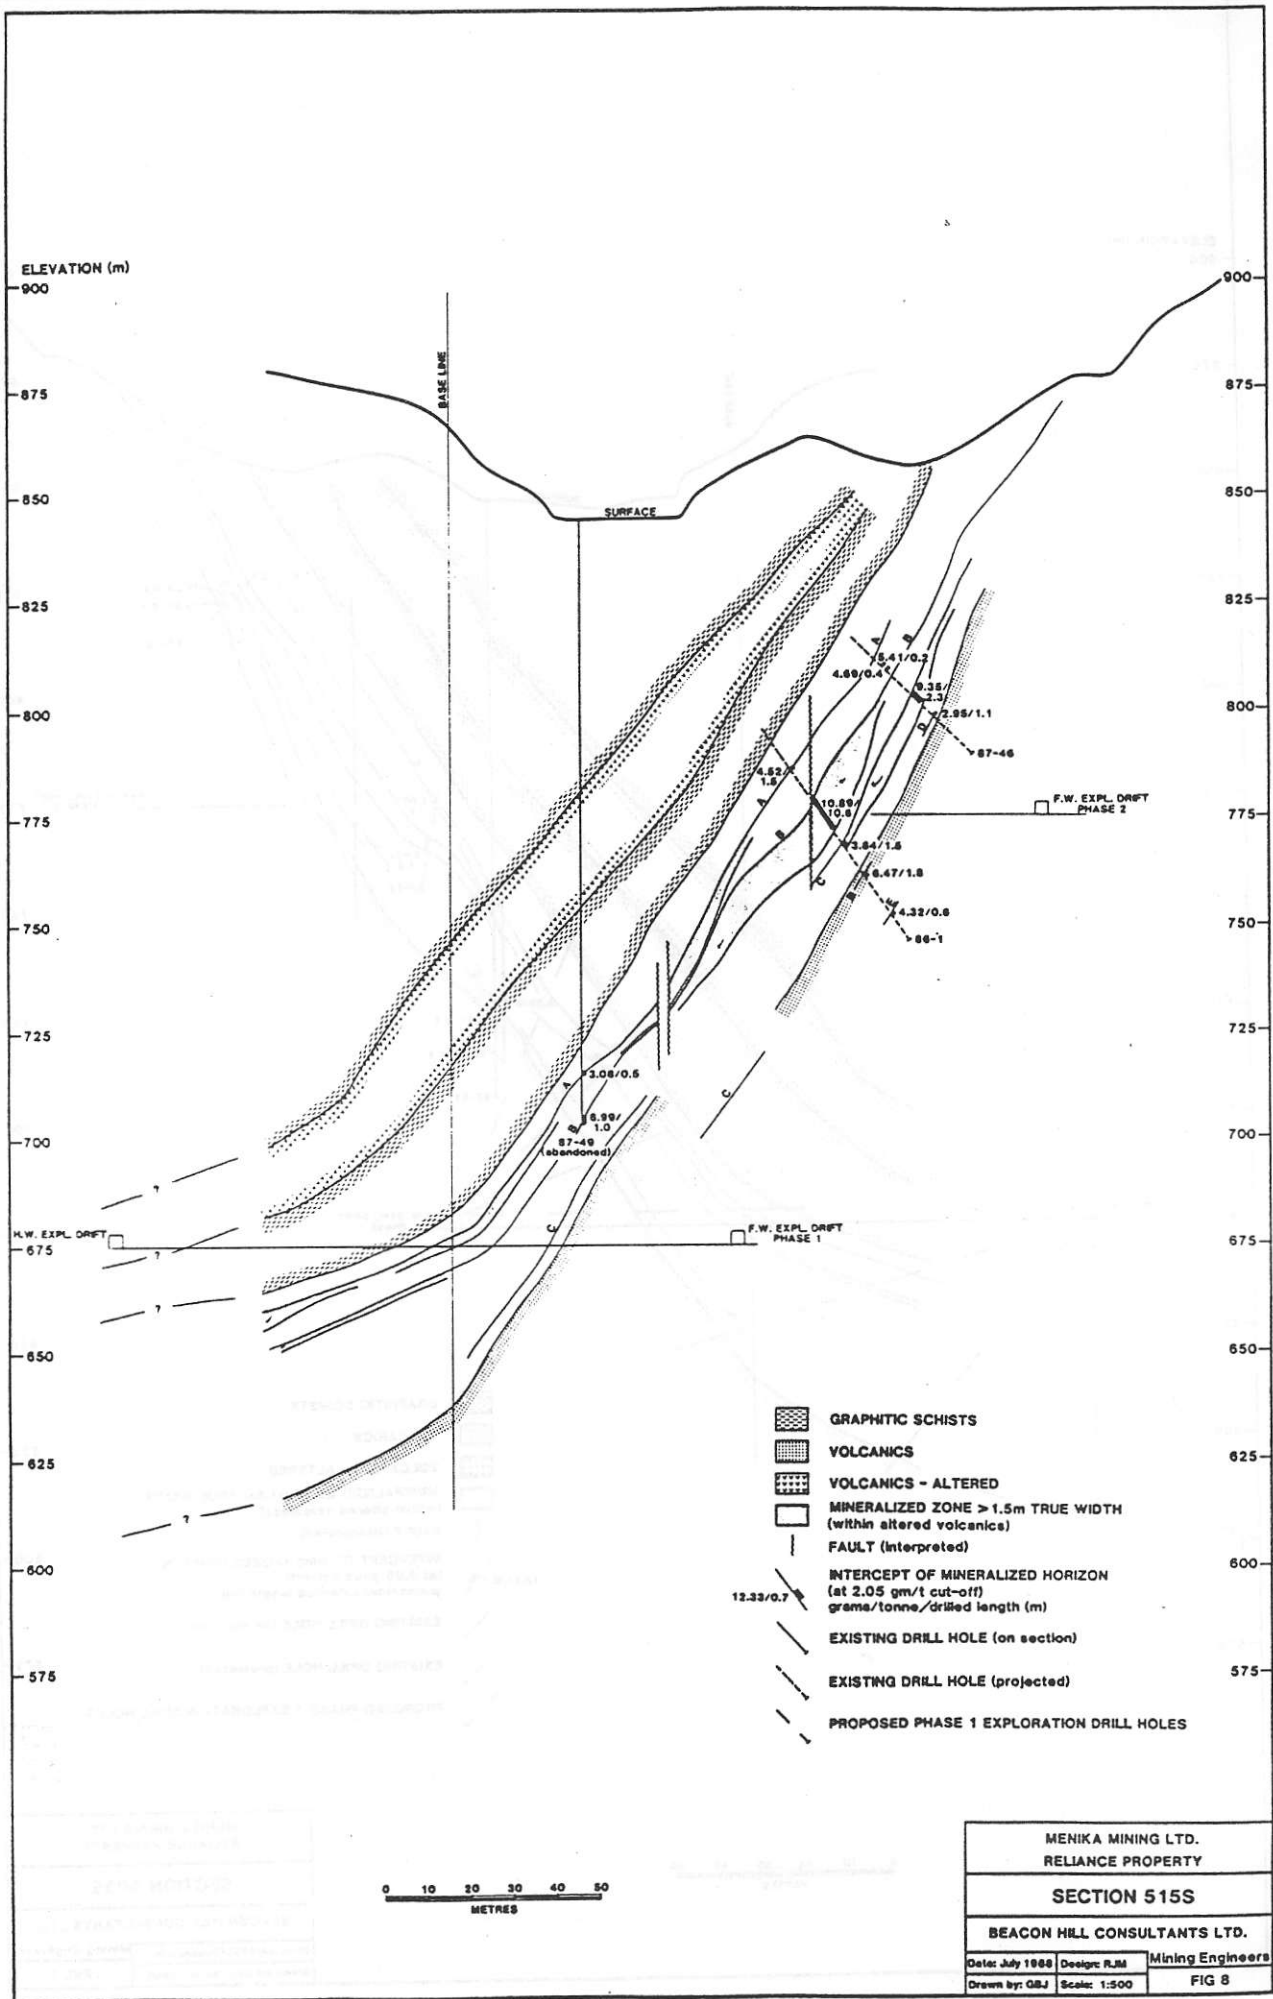 ELEVATION (m)
900
875
850
825
800
775
750
725
700
675
650
625
600
575
900
875
850
825
800
775
750
725
700
675
650
625
600
575
BASE LINE
SURFACE
A
B
5.41/0.2
4.69/0.4
9.35/
2.3
2.95/1.1
D
87-46
4.52/
1.5
A
10.89/
10.6
B
3.64/1.5
C
6.47/1.8
E
4.32/0.6
86-1
F.W. EXPL. DRIFT
PHASE 2
3.06/0.5
A
6.99/
1.0
B
87-49
(abandoned)
C
C
H.W. EXPL. DRIFT
F.W. EXPL. DRIFT
PHASE 1
?
?
?
?
GRAPHITIC SCHISTS
VOLCANICS
VOLCANICS - ALTERED
MINERALIZED ZONE > 1.5m TRUE WIDTH
(within altered volcanics)
FAULT (interpreted)
12.33/0.7
INTERCEPT OF MINERALIZED HORIZON
(at 2.05 gm/t cut-off)
grams/tonne/drilled length (m)
EXISTING DRILL HOLE (on section)
EXISTING DRILL HOLE (projected)
PROPOSED PHASE 1 EXPLORATION DRILL HOLES
0 10 20 30 40 50
METRES
MENIKA MINING LTD.
RELIANCE PROPERTY
SECTION 515S
BEACON HILL CONSULTANTS LTD.
Date: July 1988 Design: RJM Mining Engineers
Drawn by: GBJ Scale: 1:500 FIG 8